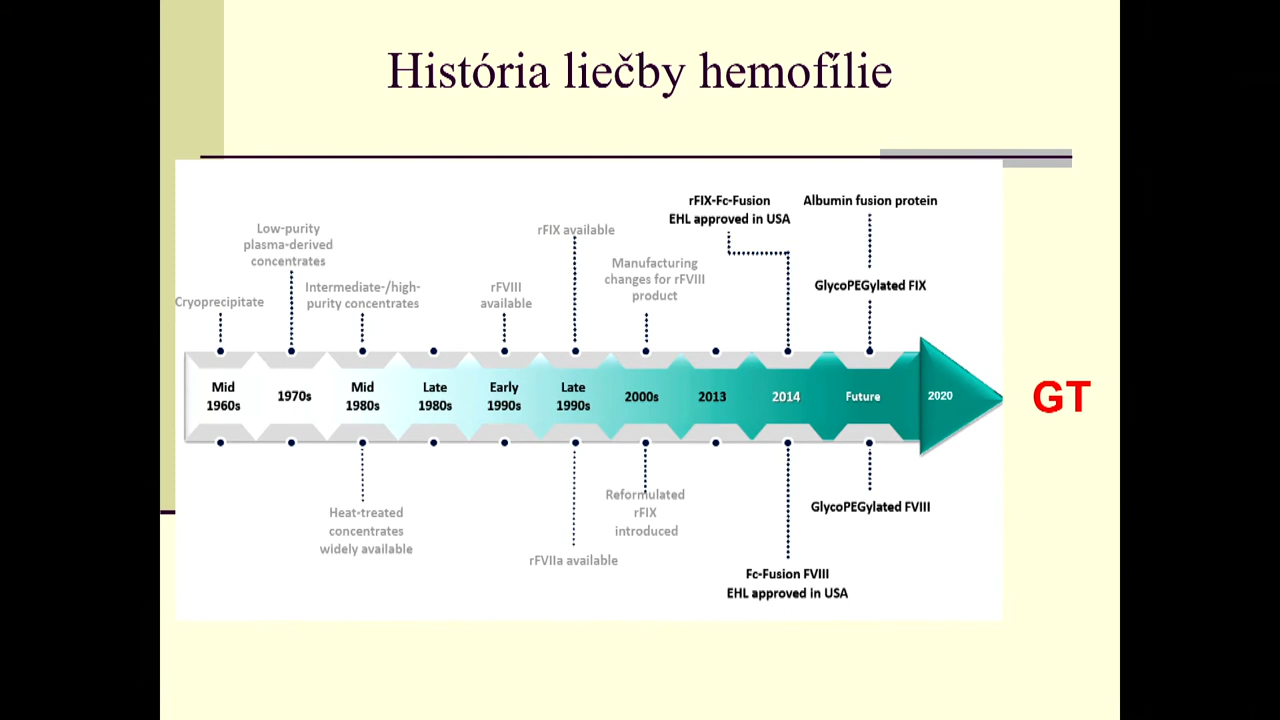 História liečby hemofílie
rFIX-Fc-Fusion
EHL approved in USA
Albumin fusion protein
Low-purity
plasma-derived
concentrates
rFIX available
Manufacturing
changes for rFVIII
product
GlycoPEGylated FIX
Cryoprecipitate
Intermediate-/high-
purity concentrates
rFVIII
available
Mid
1960s
1970s
Mid
1980s
Late
1980s
Early
1990s
Late
1990s
2000s
2013
2014
Future
2020
GT
Heat-treated
concentrates
widely available
rFVIIa available
Reformulated
rFIX
introduced
GlycoPEGylated FVIII
Fc-Fusion FVIII
EHL approved in USA